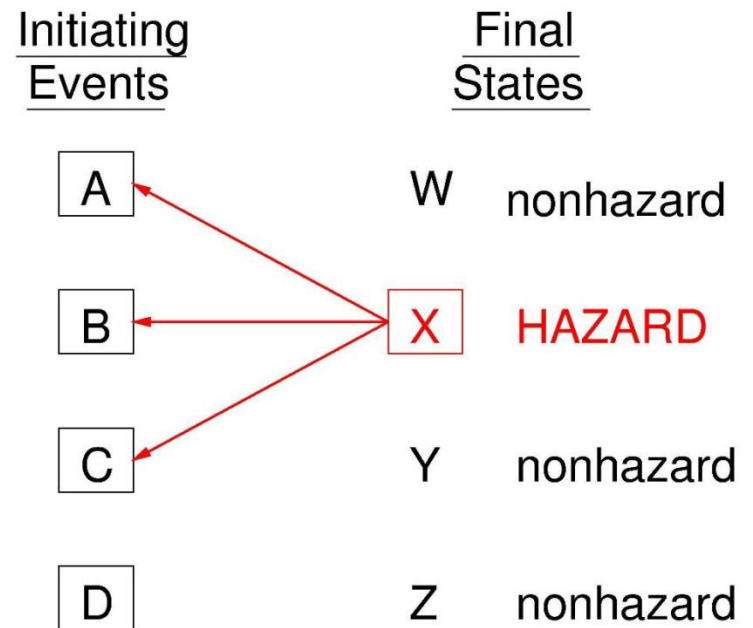 Initiating Final
Events States
A W nonhazard
B X HAZARD
C Y nonhazard
D Z nonhazard